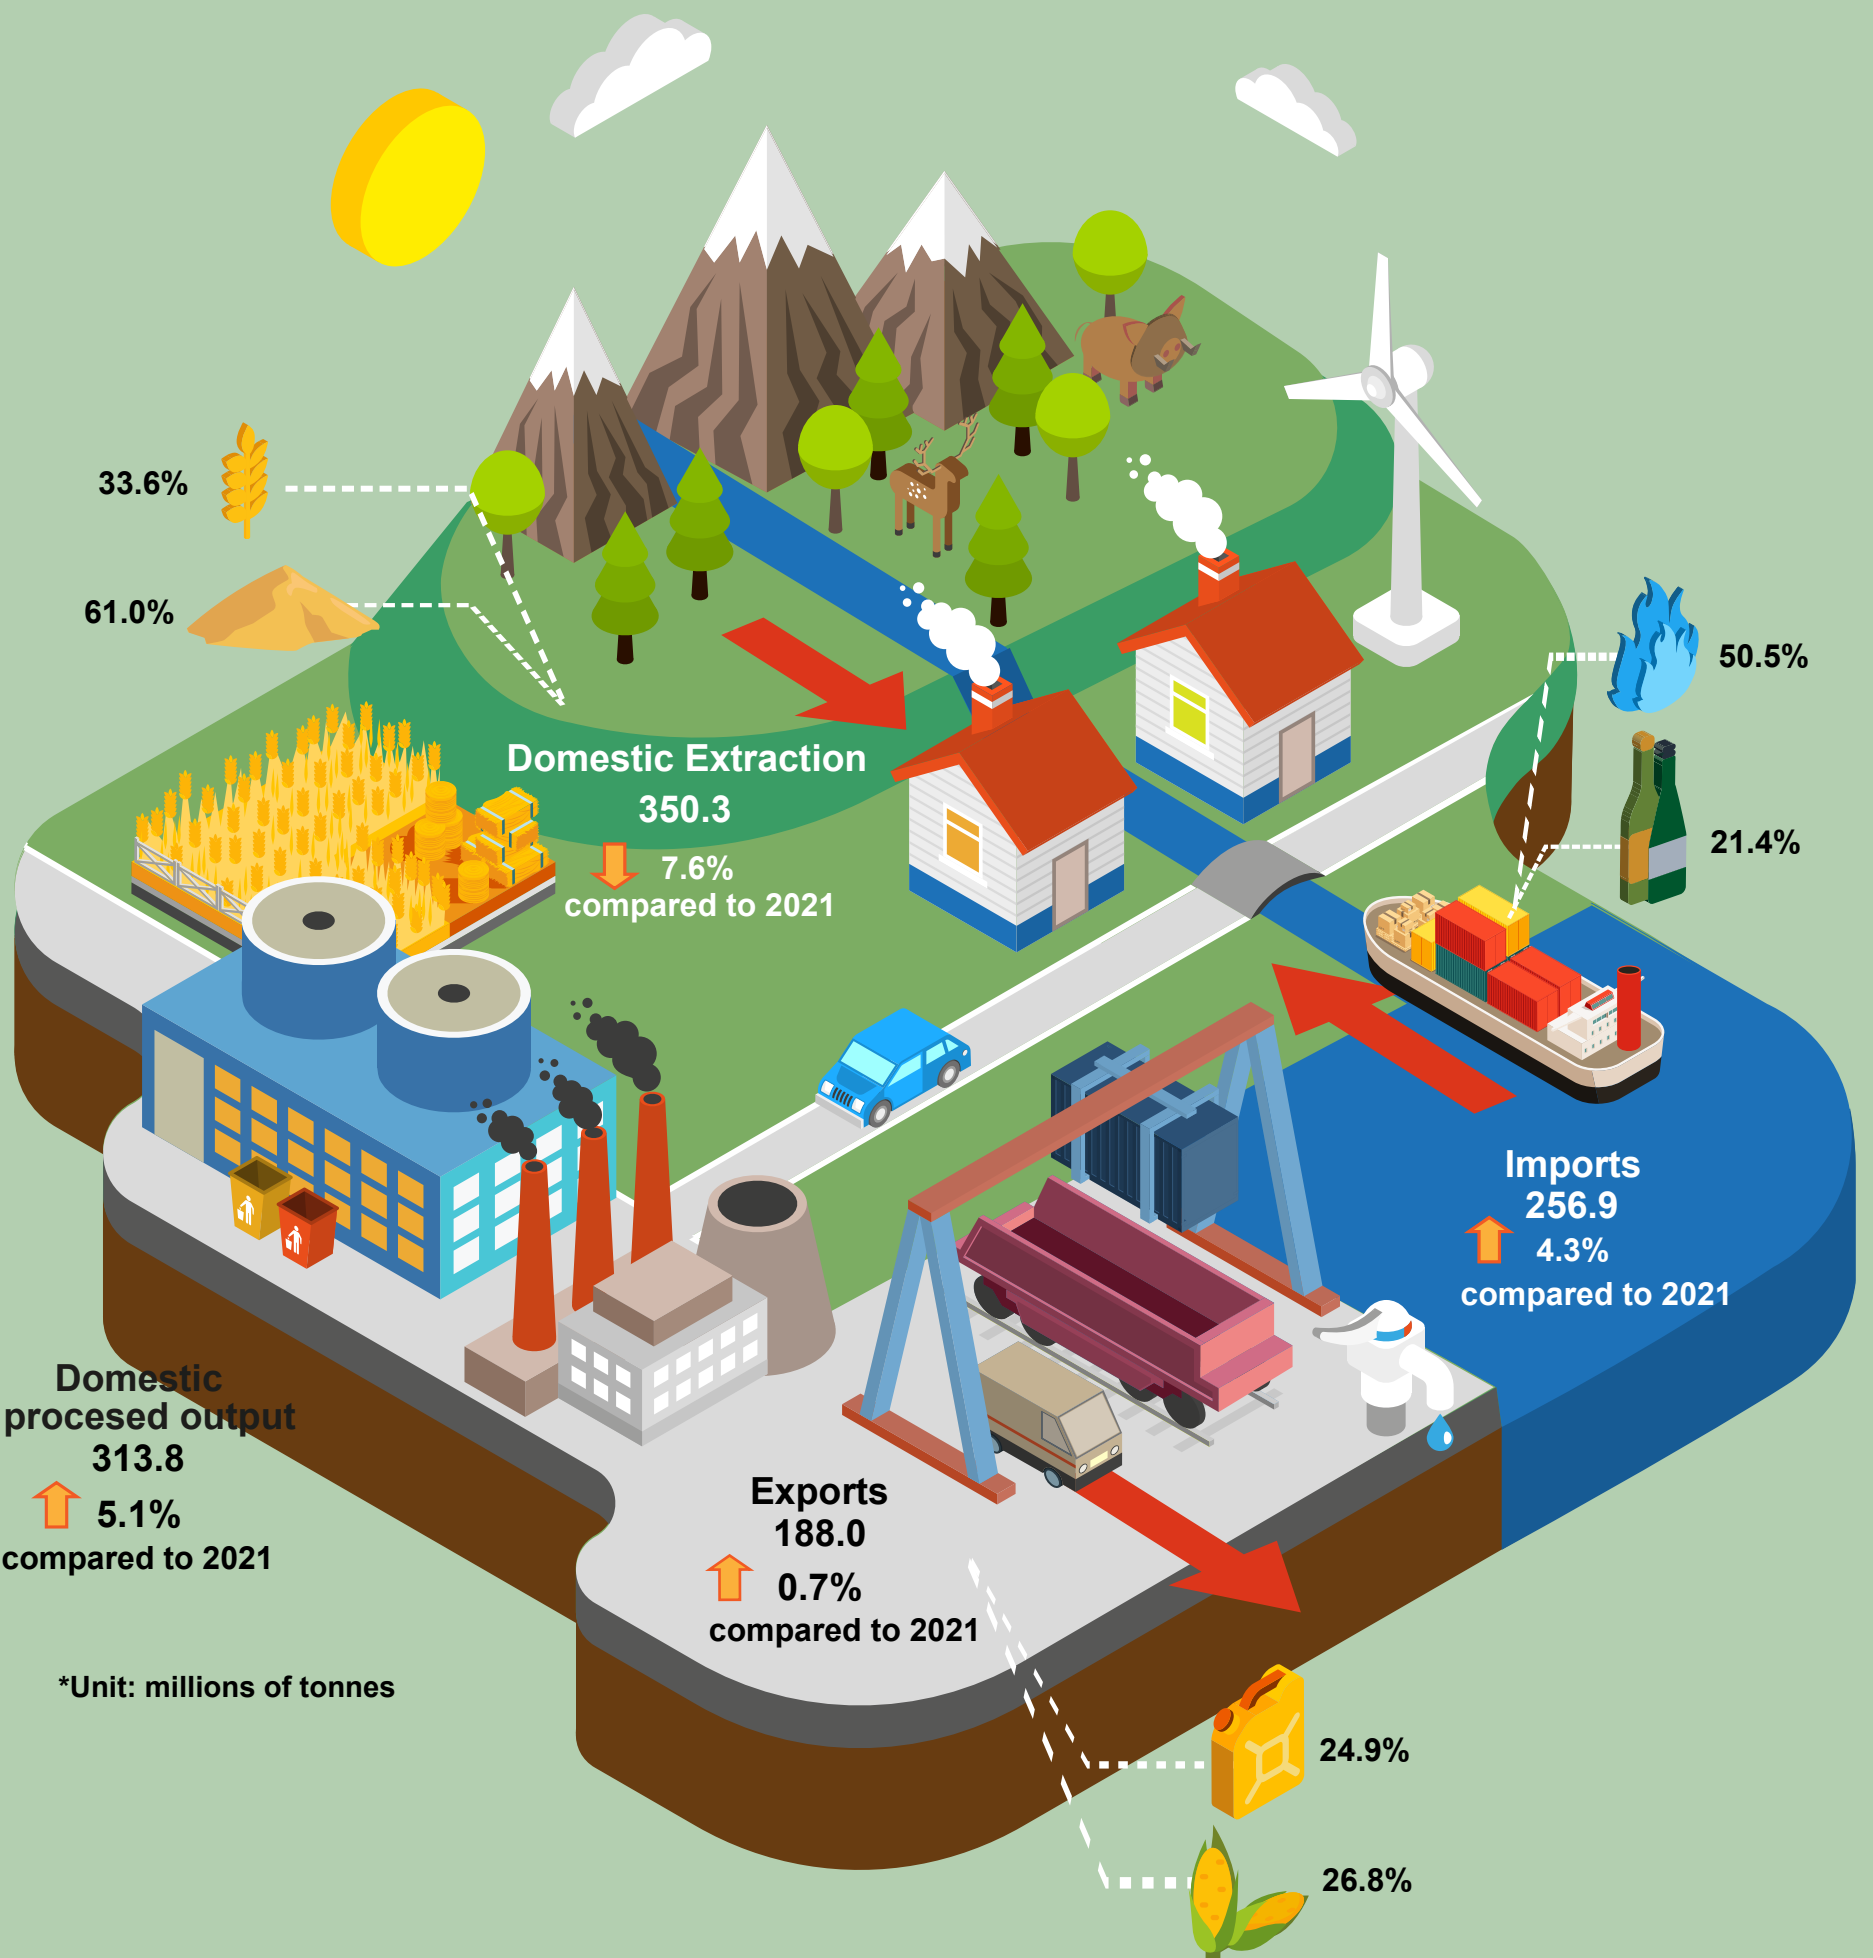 33.6%
61.0%
50.5%
21.4%
Domestic Extraction
350.3
7.6%
compared to 2021
Imports
256.9
4.3%
compared to 2021
Domestic
procesed output
313.8
5.1%
compared to 2021
Exports
188.0
0.7%
compared to 2021
*Unit: millions of tonnes
24.9%
26.8%